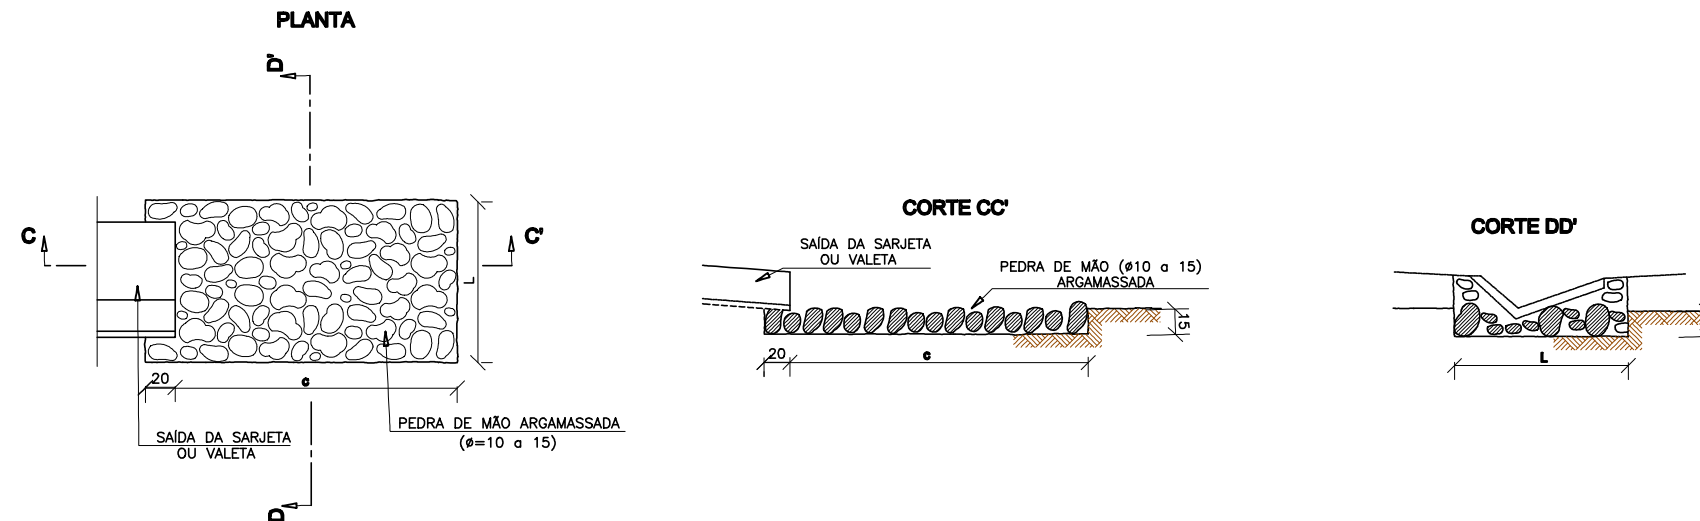 PLANTA
D'
C
C'
L
20
c
SAÍDA DA SARJETA
OU VALETA
PEDRA DE MÃO ARGAMASSADA
(ø=10 a 15)
D
CORTE CC'
SAÍDA DA SARJETA
OU VALETA
PEDRA DE MÃO (ø10 a 15)
ARGAMASSADA
15
20
c
CORTE DD'
L